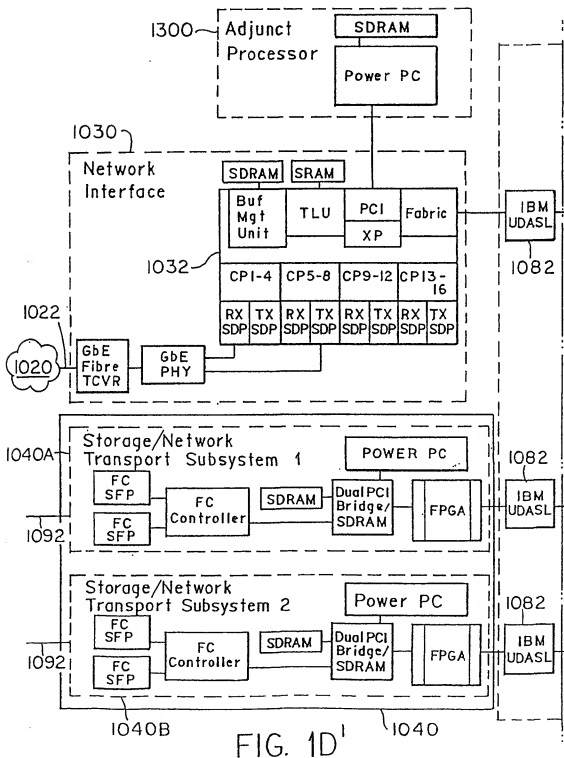 1300
Adjunct
Processor
SDRAM
Power PC
1030
Network
Interface
SDRAM
SRAM
Buf
Mgt
Unit
TLU
PCI
XP
Fabric
1032
CP1-4
CP5-8
CP9-12
CP13-
16
RX
SDP
TX
SDP
RX
SDP
TX
SDP
RX
SDP
TX
SDP
RX
SDP
TX
SDP
IBM
UDASL
1082
1022
1020
GbE
Fibre
TCVR
GbE
PHY
1040A
Storage/Network
Transport Subsystem 1
POWER PC
FC
SFP
FC
SFP
FC
Controller
SDRAM
Dual PCI
Bridge/
SDRAM
FPGA
1082
IBM
UDASL
1092
Storage/Network
Transport Subsystem 2
Power PC
FC
SFP
FC
SFP
FC
Controller
SDRAM
Dual PCI
Bridge/
SDRAM
FPGA
1082
IBM
UDASL
1092
1040B
1040
FIG. 1D'